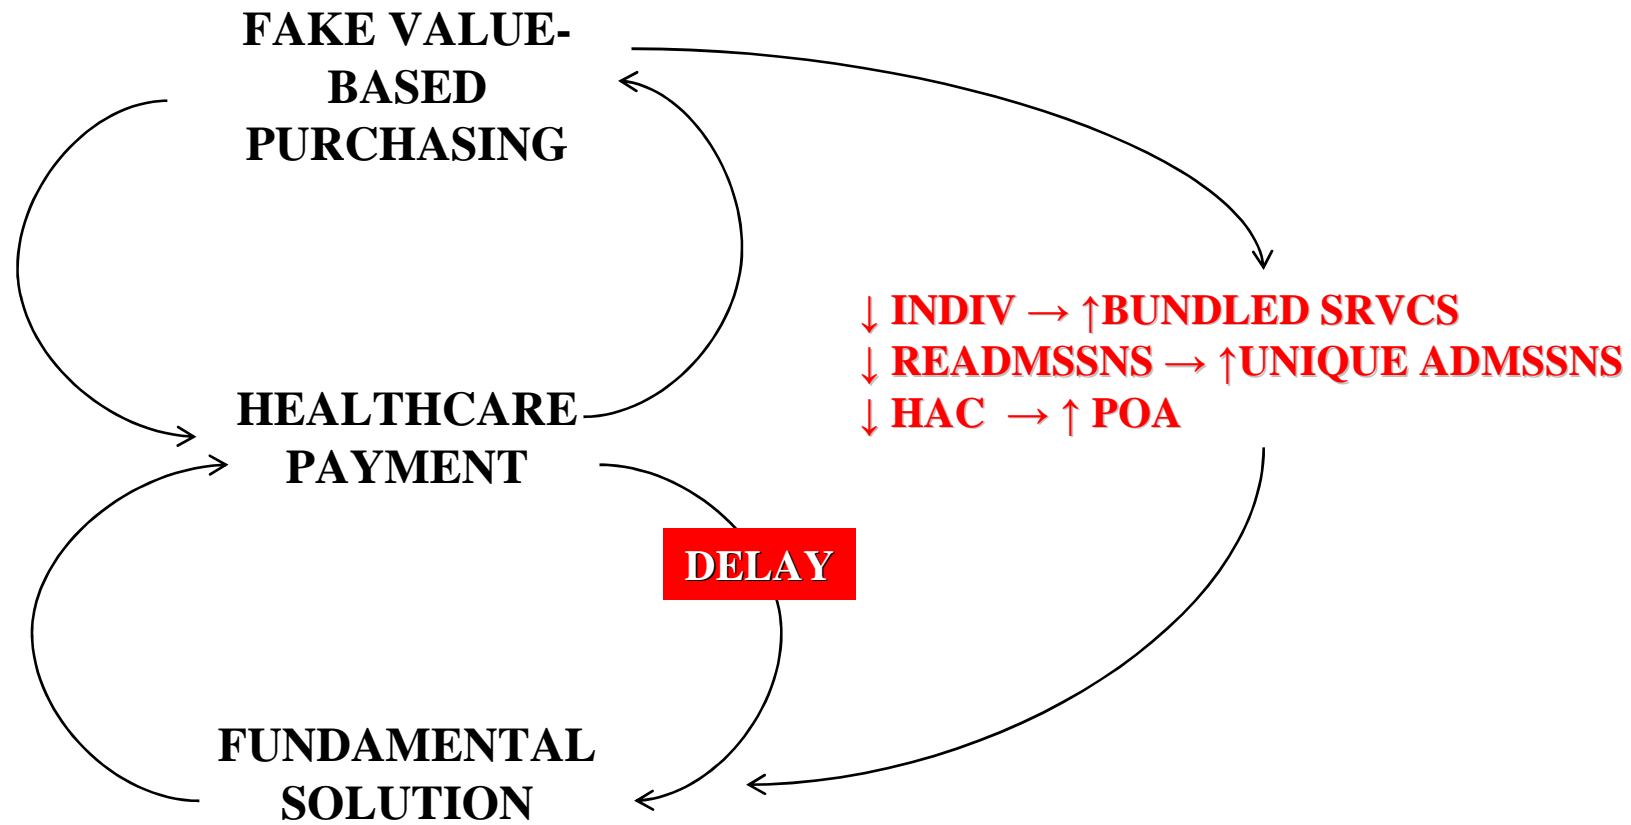 FAKE VALUE-
BASED
PURCHASING
↓ INDIV → ↑BUNDLED SRVCS
↓ READMSSNS → ↑UNIQUE ADMSSNS
↓ HAC → ↑ POA
HEALTHCARE
PAYMENT
DELAY
FUNDAMENTAL
SOLUTION